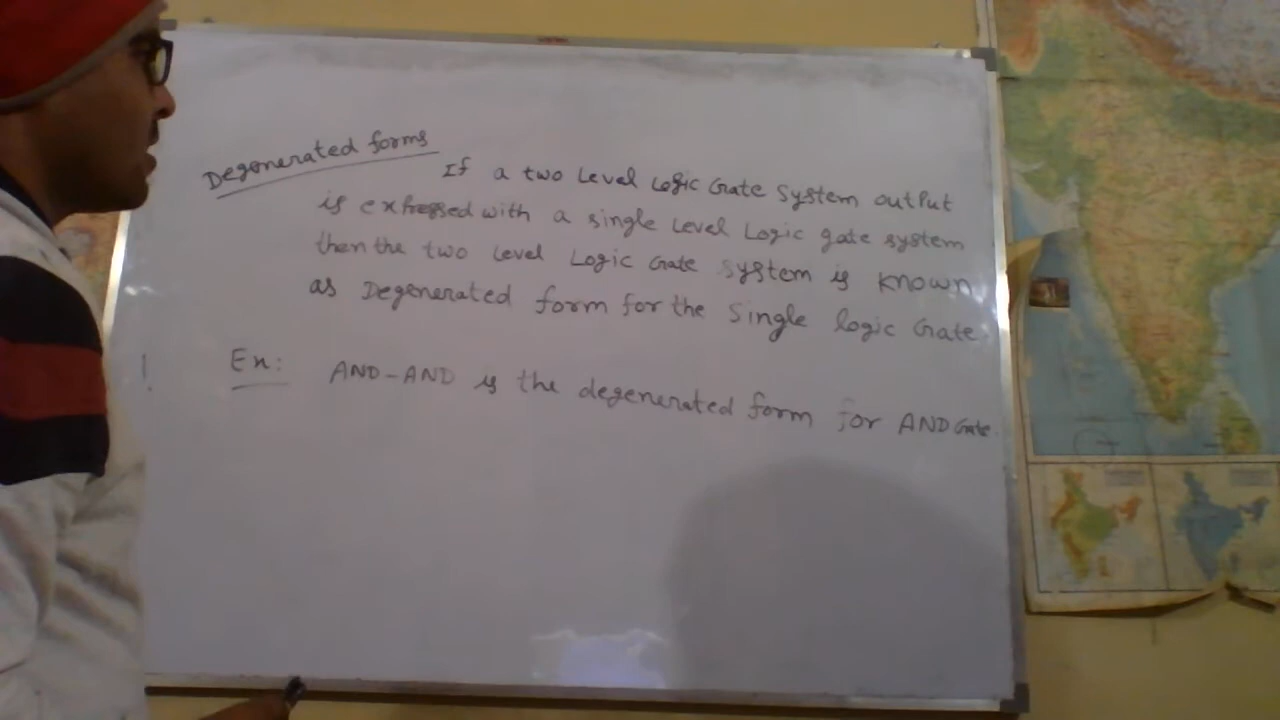 Degenerated forms
If a two Level Logic Gate System output
is expressed with a single Level Logic gate system
then the two Level Logic Gate system is known
as Degenerated form for the Single logic Gate.
Ex: AND-AND is the degenerated form for AND Gate.